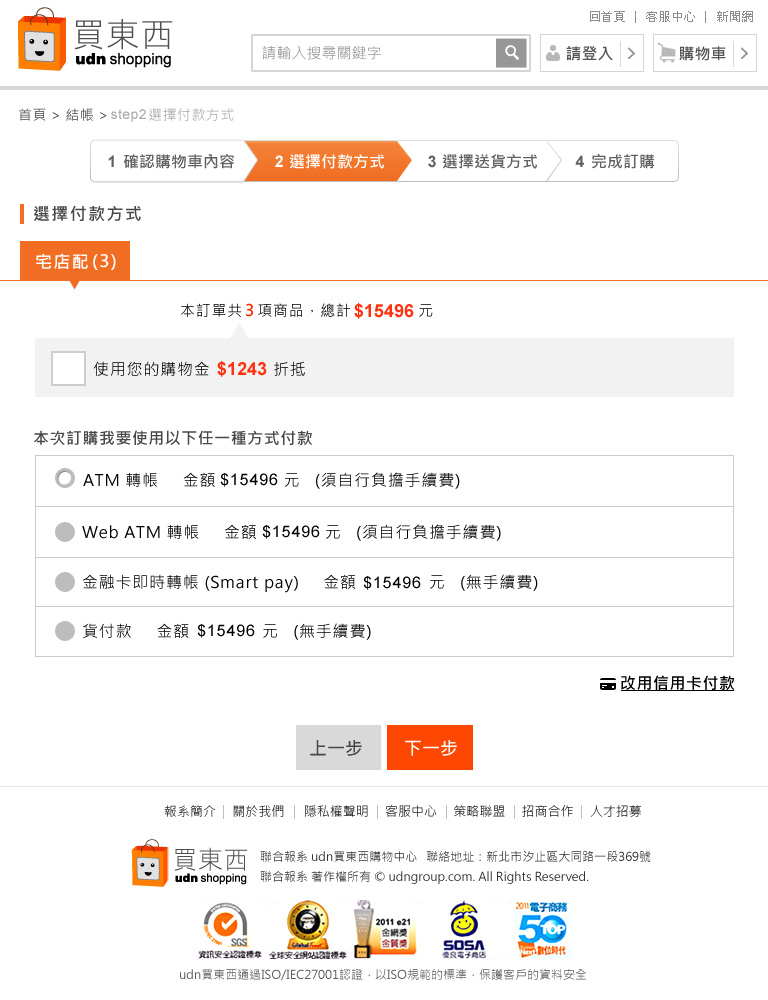 回首頁 | 客服中心 | 新聞網
買東西
udn shopping
請輸入搜尋關鍵字
請登入
購物車
首頁 > 結帳 > step2選擇付款方式
1 確認購物車內容
2 選擇付款方式
3 選擇送貨方式
4 完成訂購
選擇付款方式
宅店配(3)
本訂單共3項商品，總計$15496 元
使用您的購物金 $1243 折抵
本次訂購我要使用以下任一種方式付款
ATM 轉帳 金額 $15496 元 (須自行負擔手續費)
Web ATM 轉帳 金額 $15496 元 (須自行負擔手續費)
金融卡即時轉帳 (Smart pay) 金額 $15496 元 (無手續費)
貨付款 金額 $15496 元 (無手續費)
改用信用卡付款
上一步
下一步
報系簡介 | 關於我們 | 隱私權聲明 | 客服中心 | 策略聯盟 | 招商合作 | 人才招募
買東西
udn shopping
聯合報系 udn買東西購物中心 聯絡地址：新北市汐止區大同路一段369號
聯合報系 著作權所有 © udngroup.com. All Rights Reserved.
SGS
資訊安全認證標章
Global Trust
全球安全網站認證標章
2011 e21
金網獎
金質獎
SOSA
優良電子商店
2011電子商務
50TOP
Next數位時代
udn買東西通過ISO/IEC27001認證，以ISO規範的標準，保護客戶的資料安全